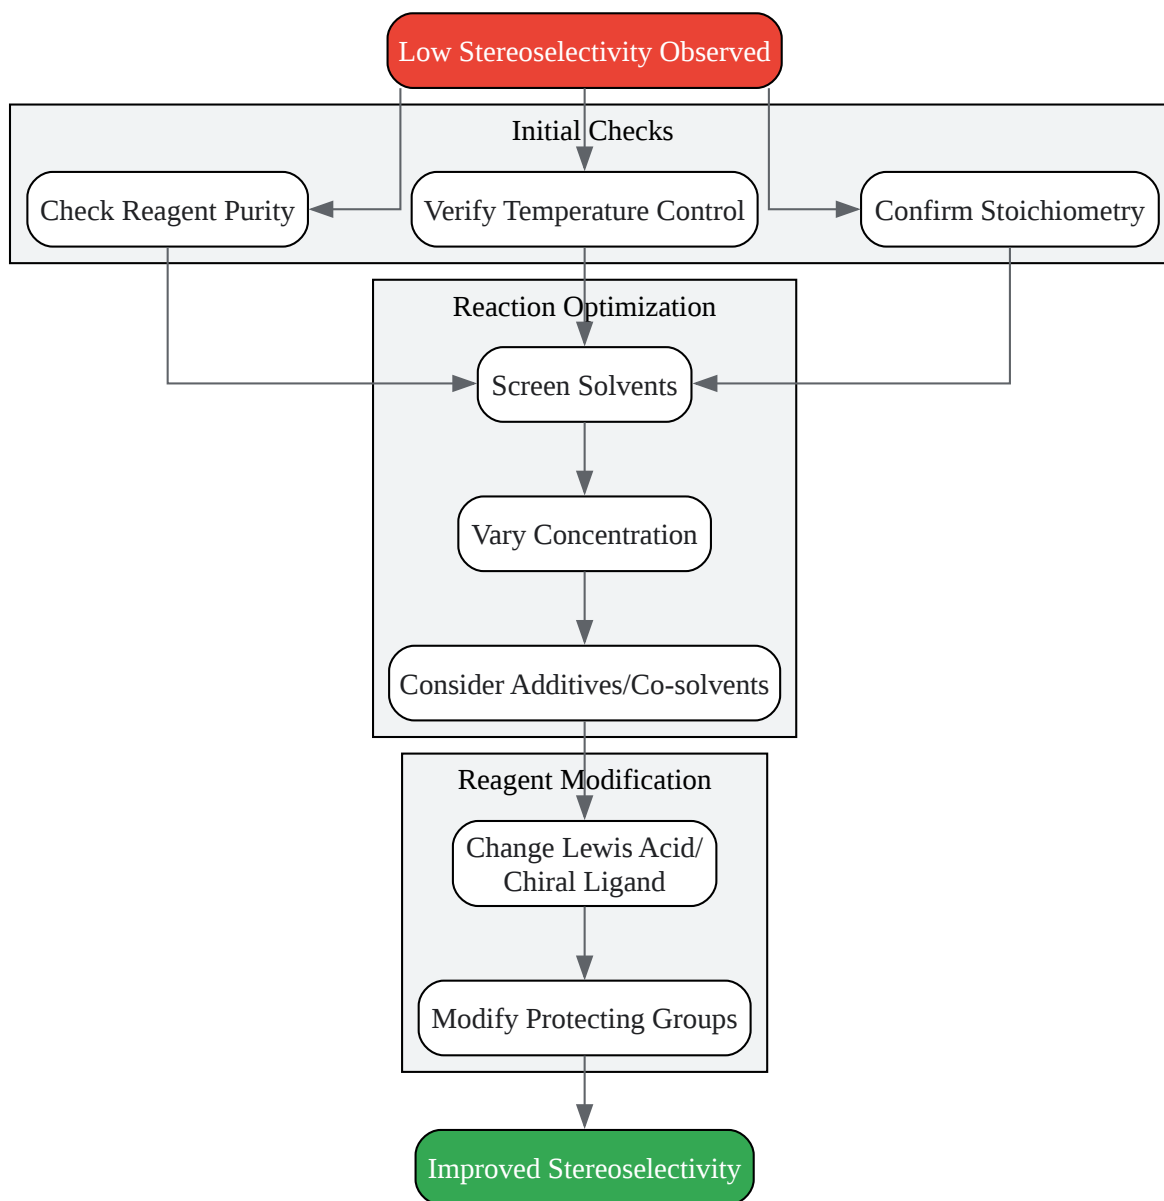 Low Stereoselectivity Observed
Initial Checks
Check Reagent Purity
Verify Temperature Control
Confirm Stoichiometry
Reaction Optimization
Screen Solvents
Vary Concentration
Consider Additives/Co-solvents
Reagent Modification
Change Lewis Acid/
Chiral Ligand
Modify Protecting Groups
Improved Stereoselectivity